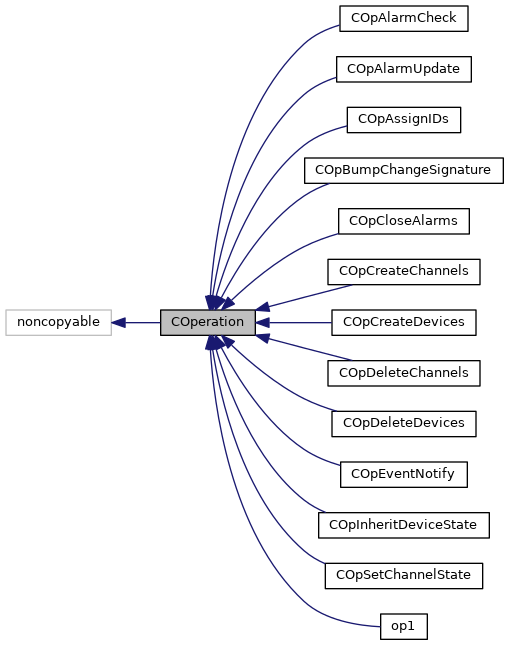 COpAlarmCheck
COpAlarmUpdate
COpAssignIDs
COpBumpChangeSignature
COpCloseAlarms
COpCreateChannels
noncopyable
COperation
COpCreateDevices
COpDeleteChannels
COpDeleteDevices
COpEventNotify
COpInheritDeviceState
COpSetChannelState
op1